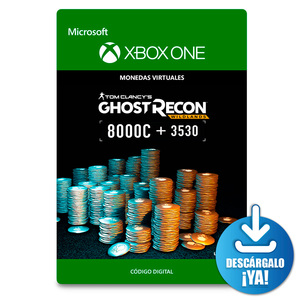 Microsoft
XBOX ONE
MONEDAS VIRTUALES
TOM CLANCY'S
GHOST RECON
WILDLANDS
8000C + 3530
CÓDIGO DIGITAL
DESCÁRGALO
¡YA!